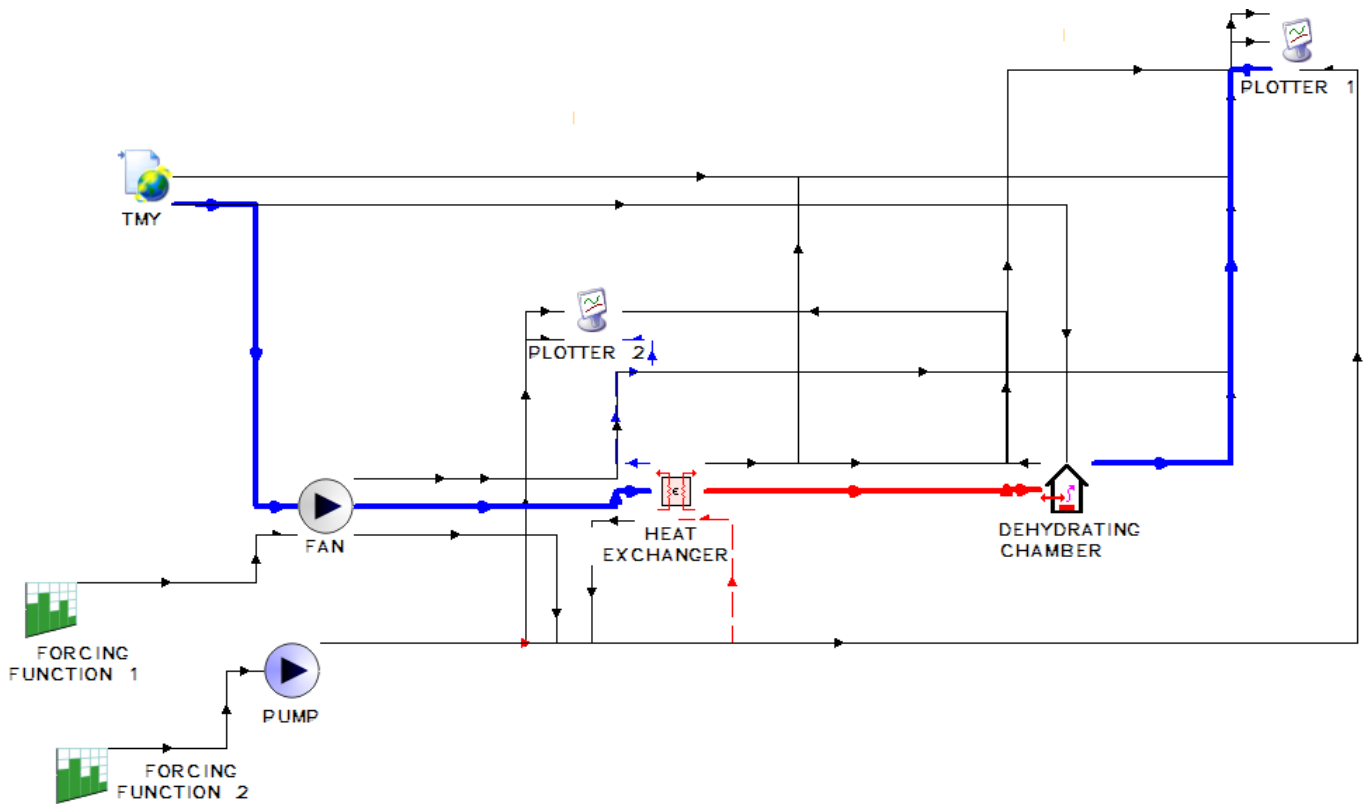 PLOTTER 1
TMY
PLOTTER 2
FAN
HEAT
EXCHANGER
ϵ
DEHYDRATING
CHAMBER
FORCING
FUNCTION 1
PUMP
FORCING
FUNCTION 2